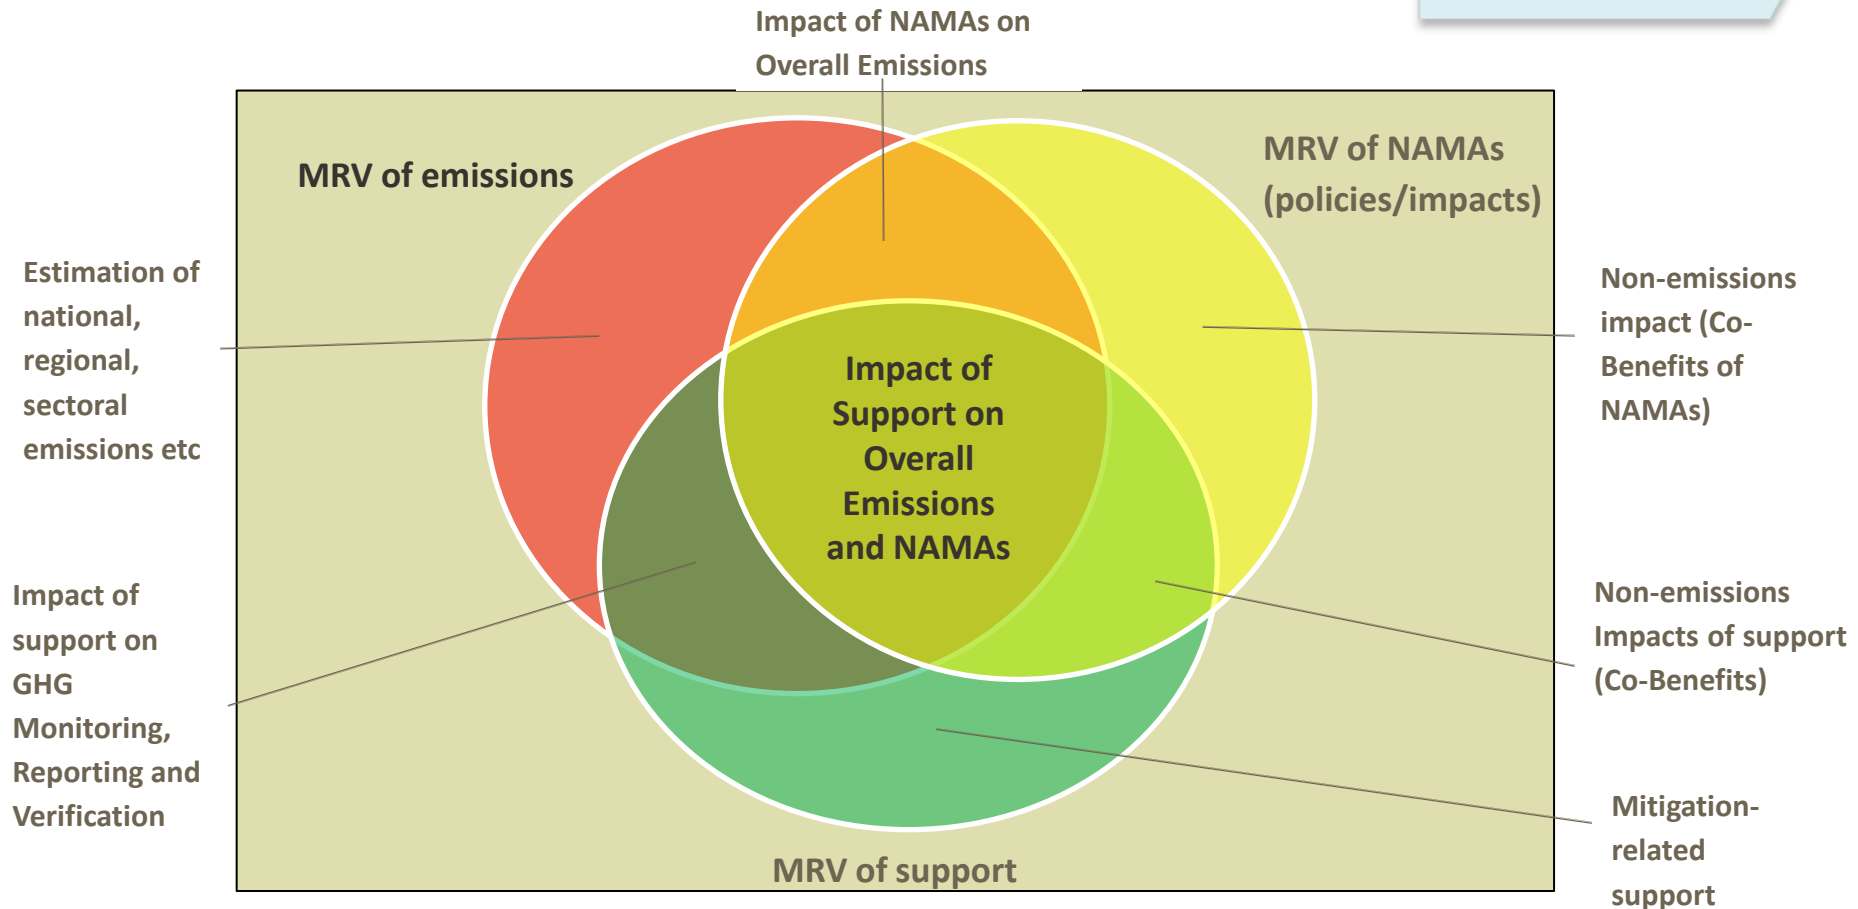 Impact of NAMAs on
Overall Emissions
MRV of emissions
MRV of NAMAs
(policies/impacts)
Estimation of
national,
regional,
sectoral
emissions etc
Non-emissions
impact (Co-
Benefits of
NAMAs)
Impact of
Support on
Overall
Emissions
and NAMAs
Impact of
support on
GHG
Monitoring,
Reporting and
Verification
Non-emissions
Impacts of support
(Co-Benefits)
Mitigation-
related
support
MRV of support